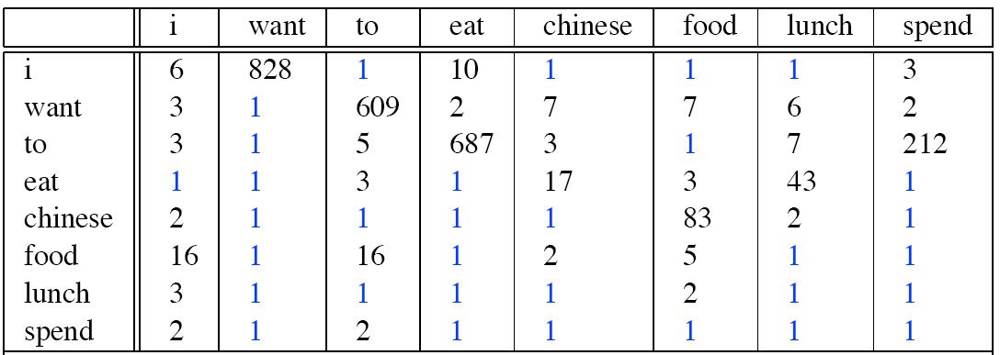 i want to eat chinese food lunch spend
i 6 828 1 10 1 1 1 3
want 3 1 609 2 7 7 6 2
to 3 1 5 687 3 1 7 212
eat 1 1 3 1 17 3 43 1
chinese 2 1 1 1 1 83 2 1
food 16 1 16 1 2 5 1 1
lunch 3 1 1 1 1 2 1 1
spend 2 1 2 1 1 1 1 1